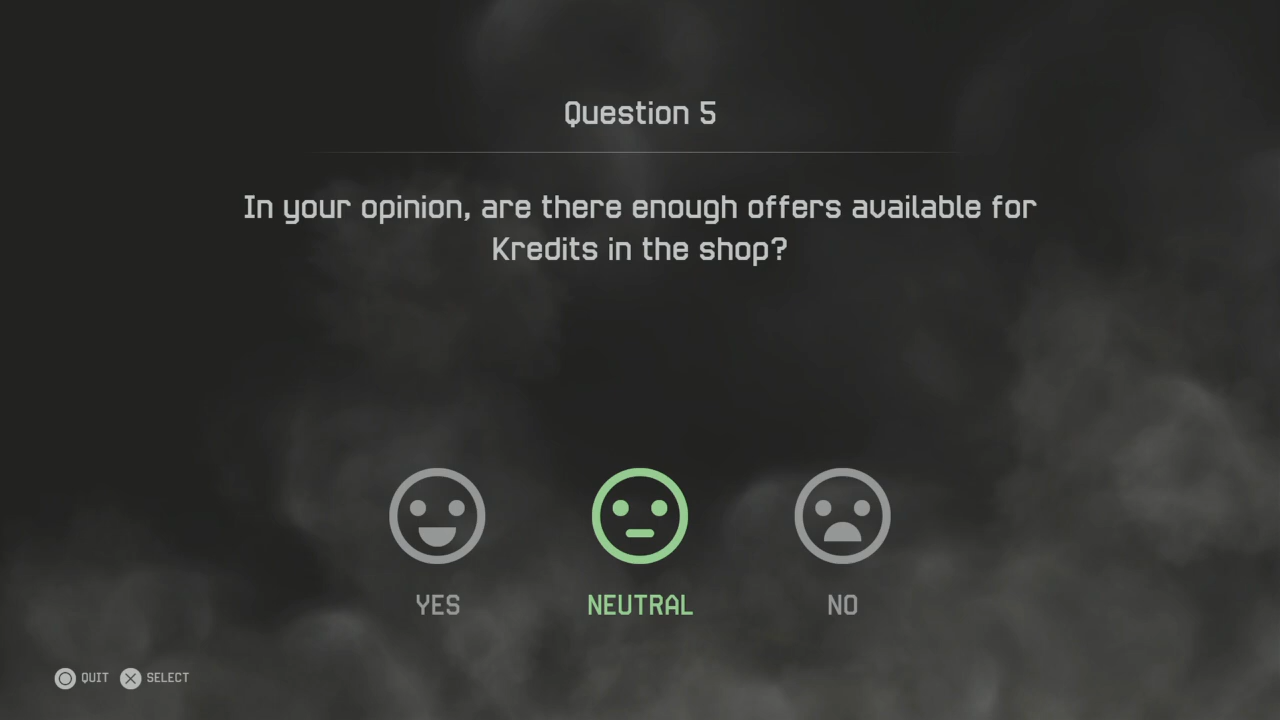 Question 5
In your opinion, are there enough offers available for
Kredits in the shop?
YES
NEUTRAL
NO
QUIT
SELECT